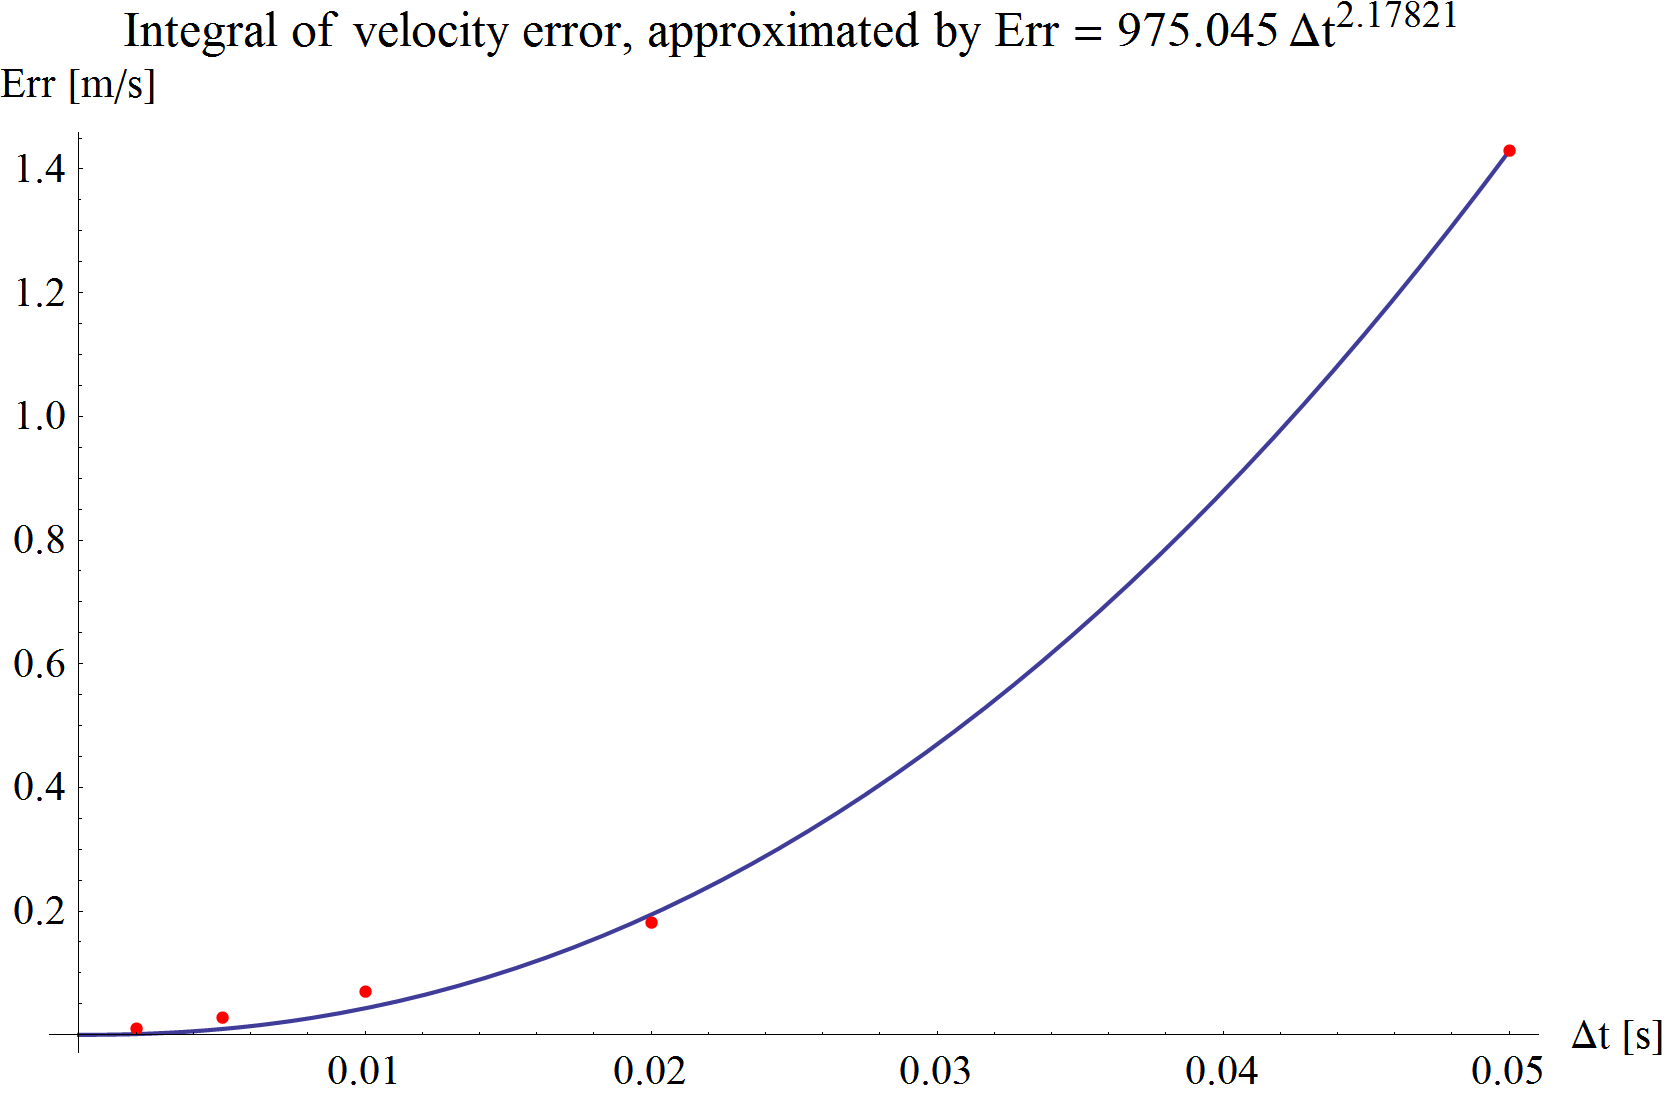 Integral of velocity error, approximated by Err = 975.045 Δt^2.17821
Err [m/s]
1.4
1.2
1.0
0.8
0.6
0.4
0.2
0.01 0.02 0.03 0.04 0.05
Δt [s]